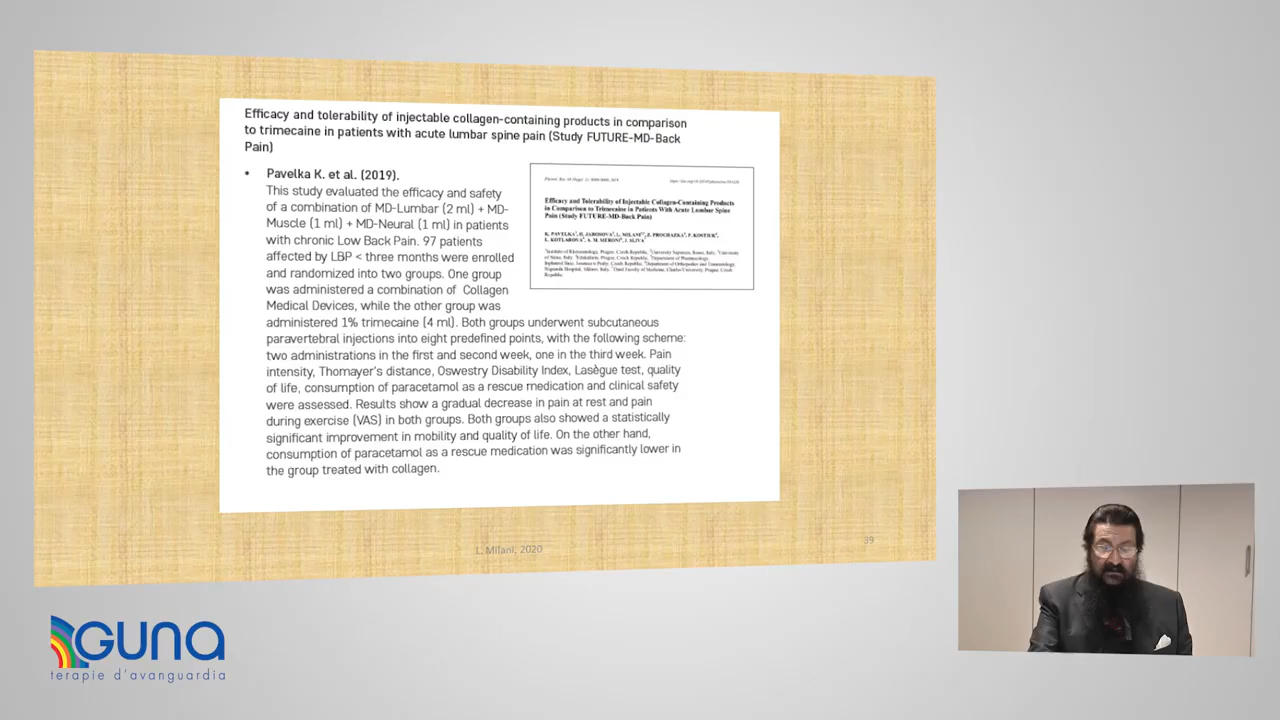 Efficacy and tolerability of injectable collagen-containing products in comparison
to trimecaine in patients with acute lumbar spine pain (Study FUTURE-MD-Back
Pain)
• Pavelka K. et al. (2019).
This study evaluated the efficacy and safety
of a combination of MD-Lumbar (2 ml) + MD-
Muscle (1 ml) + MD-Neural (1 ml) in patients
with chronic Low Back Pain. 97 patients
affected by LBP < three months were enrolled
and randomized into two groups. One group
was administered a combination of Collagen
Medical Devices, while the other group was
administered 1% trimecaine (4 ml). Both groups underwent subcutaneous
paravertebral injections into eight predefined points, with the following scheme:
two administrations in the first and second week, one in the third week. Pain
intensity, Thomayer's distance, Oswestry Disability Index, Lasègue test, quality
of life, consumption of paracetamol as a rescue medication and clinical safety
were assessed. Results show a gradual decrease in pain at rest and pain
during exercise (VAS) in both groups. Both groups also showed a statistically
significant improvement in mobility and quality of life. On the other hand,
consumption of paracetamol as a rescue medication was significantly lower in
the group treated with collagen.
Efficacy and Tolerability of Injectable Collagen-Containing Products
in Comparison to Trimecaine in Patients With Acute Lumbar Spine
Pain (Study FUTURE-MD-Back Pain)
K. PAVELKA, H. JAROSOVA, L. MILANI, Z. PROCHAZKA, P. KOSTIUK,
L. KOTLAROVA, A. M. MERONI, J. SLIVA
L. Milani, 2020
39
GUNA
terapie d'avanguardia